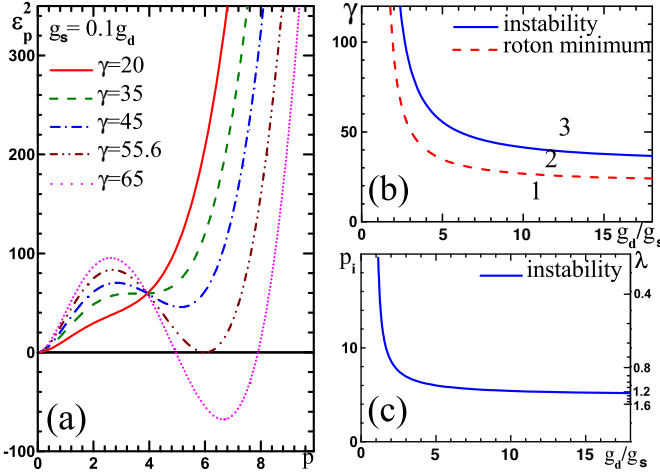 ε_p^2
g_s = 0.1g_d
γ=20
γ=35
γ=45
γ=55.6
γ=65
300
200
100
0
-100
0 2 4 6 8 p
(a)
γ
100
50
0
instability
roton minimum
3
2
1
(b)
0 5 10 15 g_d/g_s
p_i
20
10
0
instability
λ
0.4
0.8
1.2
1.6
(c)
0 5 10 15 g_d/g_s